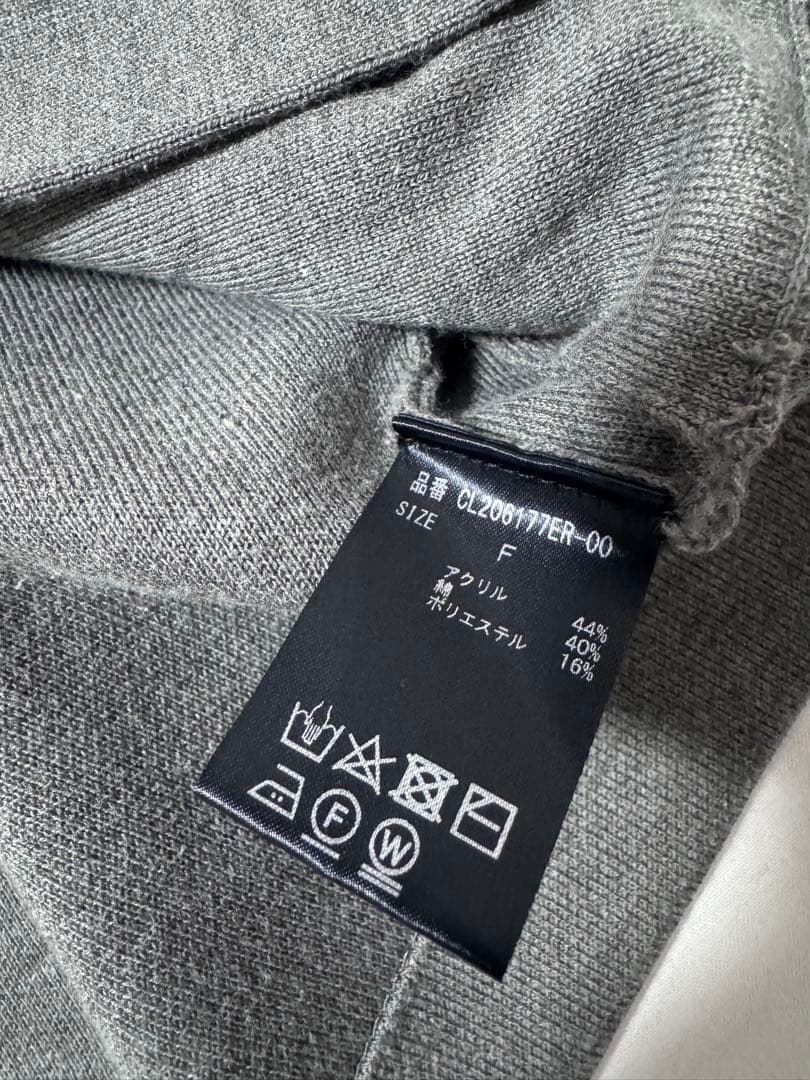 品番 CL206177ER-00
SIZE F
アクリル 44%
綿 40%
ポリエステル 16%
F
W